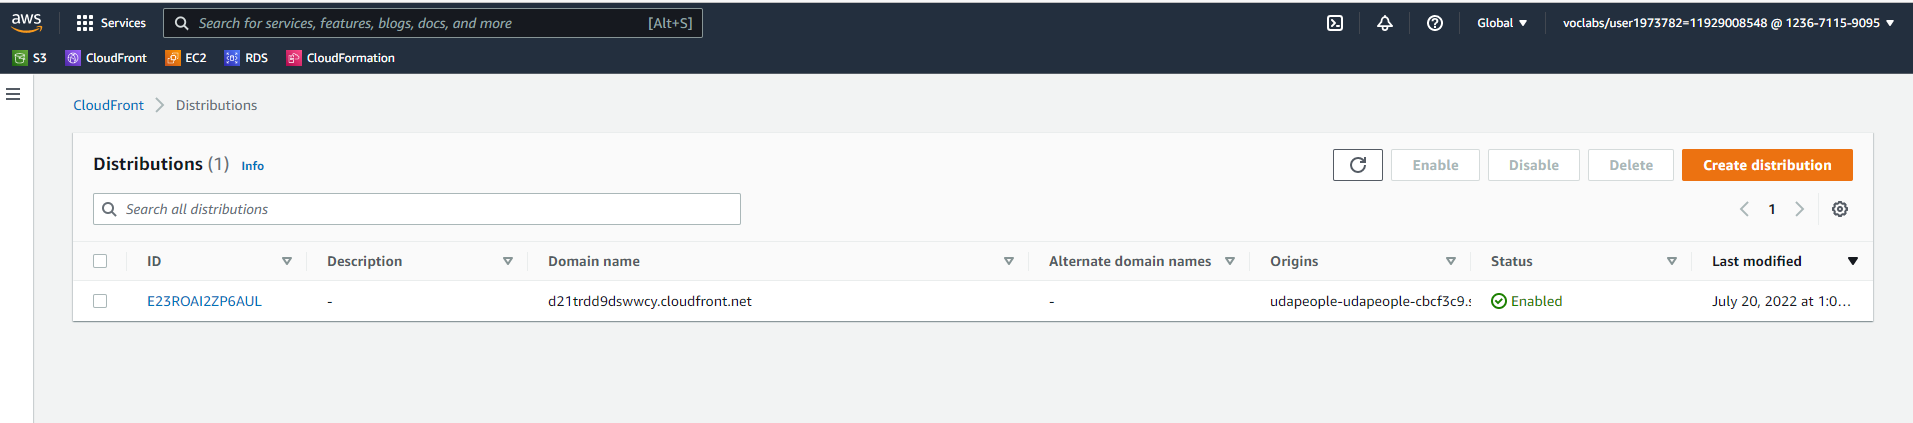 aws Services Search for services, features, blogs, docs, and more [Alt+S] Global voclabs/user1973782=11929008548 @ 1236-7115-9095
S3 CloudFront EC2 RDS CloudFormation
CloudFront Distributions
Distributions (1) Info Enable Disable Delete Create distribution
Search all distributions 1
ID Description Domain name Alternate domain names Origins Status Last modified
E23ROAI2ZP6AUL - d21trdd9dswwcy.cloudfront.net - udapeople-udapeople-cbcf3c9.s Enabled July 20, 2022 at 1:0...